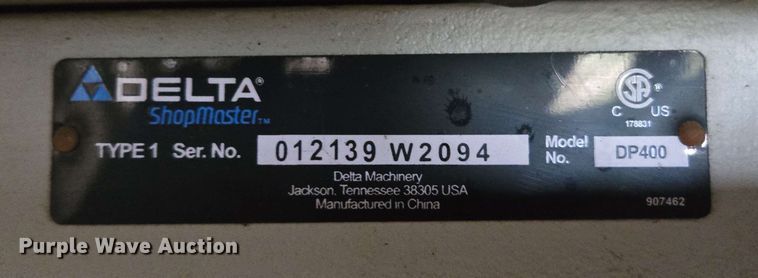 DELTA®
ShopMaster™
TYPE 1 Ser. No. 012139 W2094
Model No. DP400
C US
178831
Delta Machinery
Jackson, Tennessee 38305 USA
Manufactured in China
907462
Purple Wave Auction